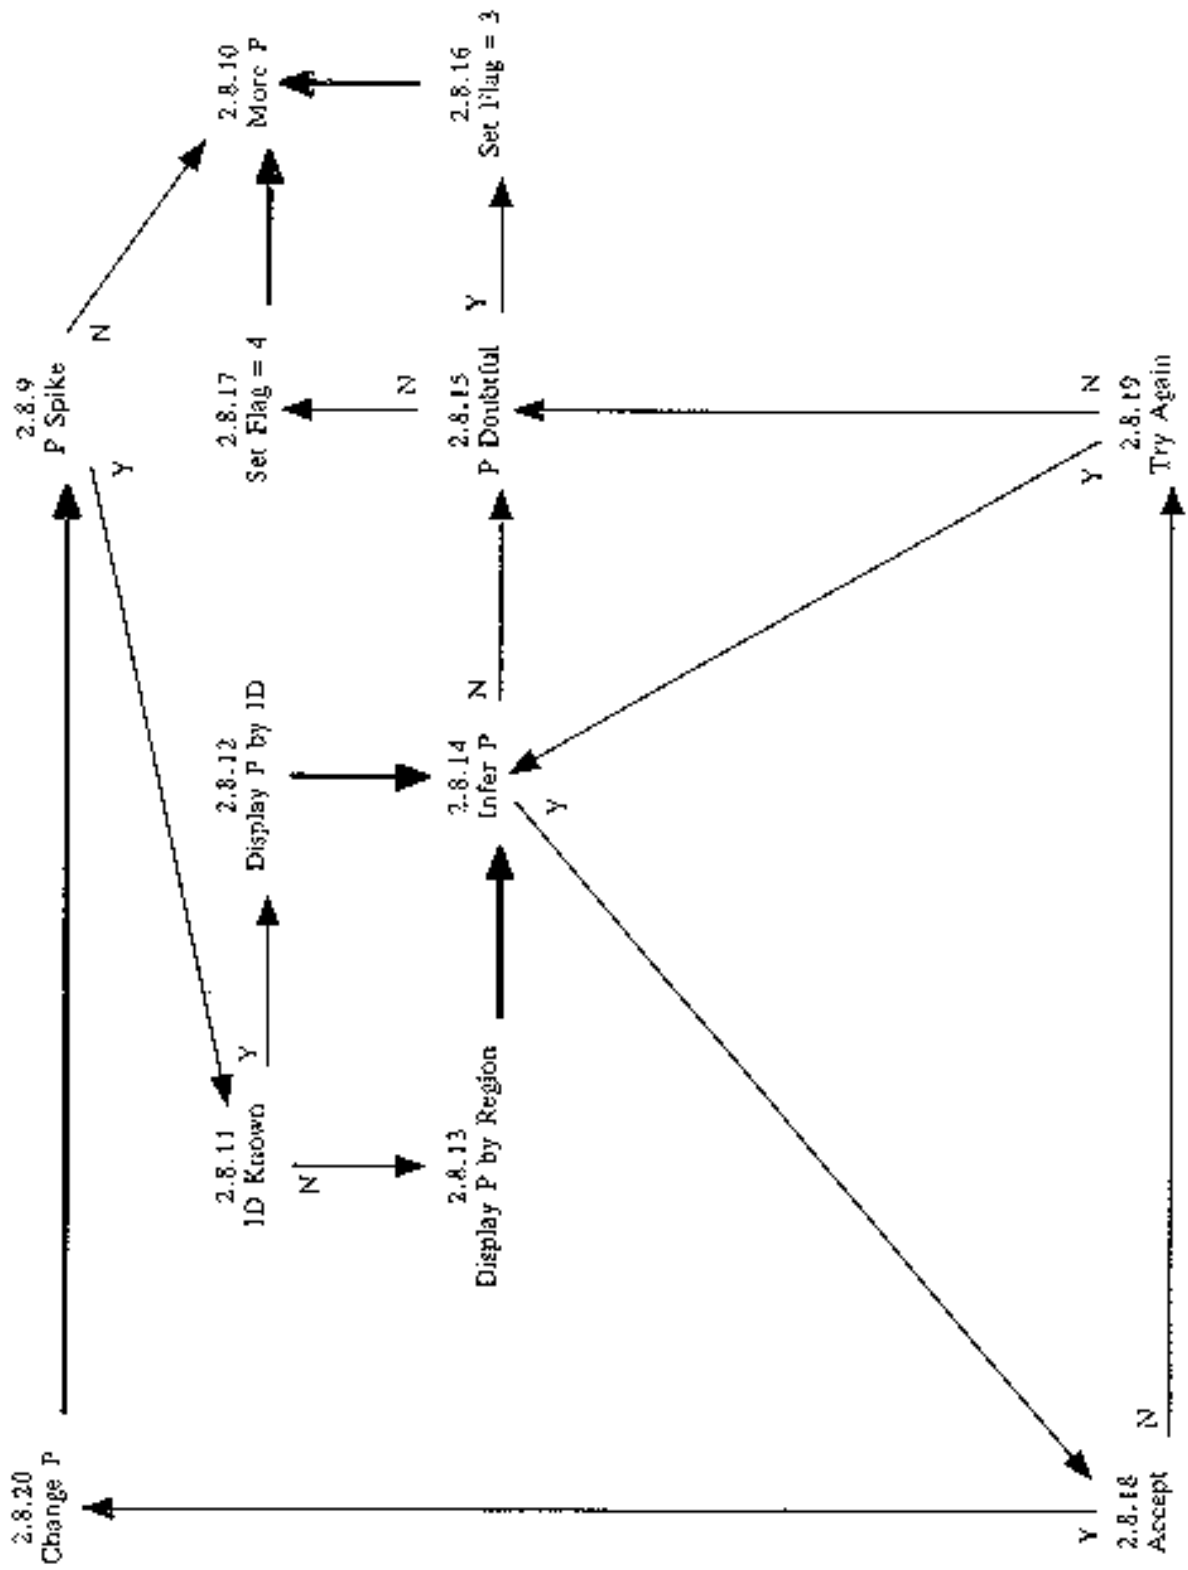 2.8.20
Change P
2.8.9
P Spike
Y
N
2.8.11
ID Known
Y
N
2.8.12
Display P by ID
2.8.17
Set Flag = 4
2.8.10
More P
N
2.8.13
Display P by Region
2.8.14
Infer P
N
Y
2.8.15
P Doubtful
Y
2.8.16
Set Flag = 3
Y
2.8.18
Accept
N
Y
N
2.8.19
Try Again